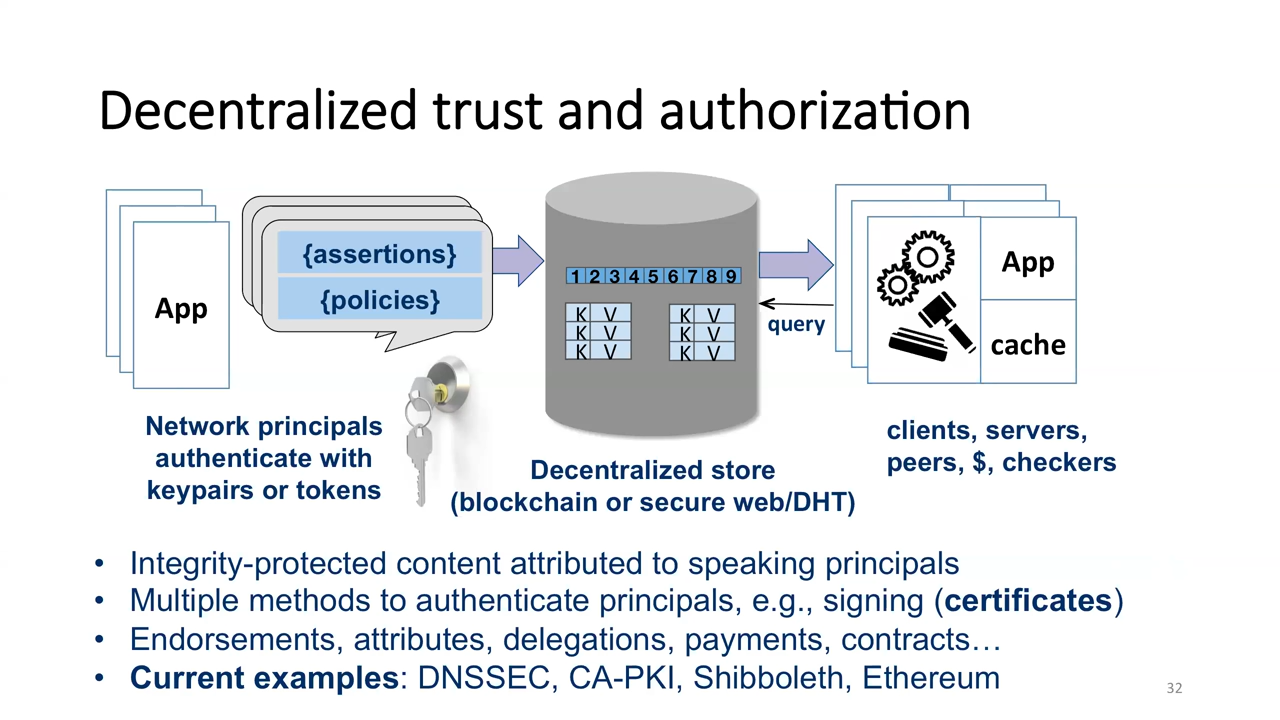 Decentralized trust and authorization
App
{assertions}
{policies}
1 2 3 4 5 6 7 8 9
K V K V
K V K V
K V K V
query
App
cache
Network principals
authenticate with
keypairs or tokens
Decentralized store
(blockchain or secure web/DHT)
clients, servers,
peers, $, checkers
• Integrity-protected content attributed to speaking principals
• Multiple methods to authenticate principals, e.g., signing (certificates)
• Endorsements, attributes, delegations, payments, contracts…
• Current examples: DNSSEC, CA-PKI, Shibboleth, Ethereum
32